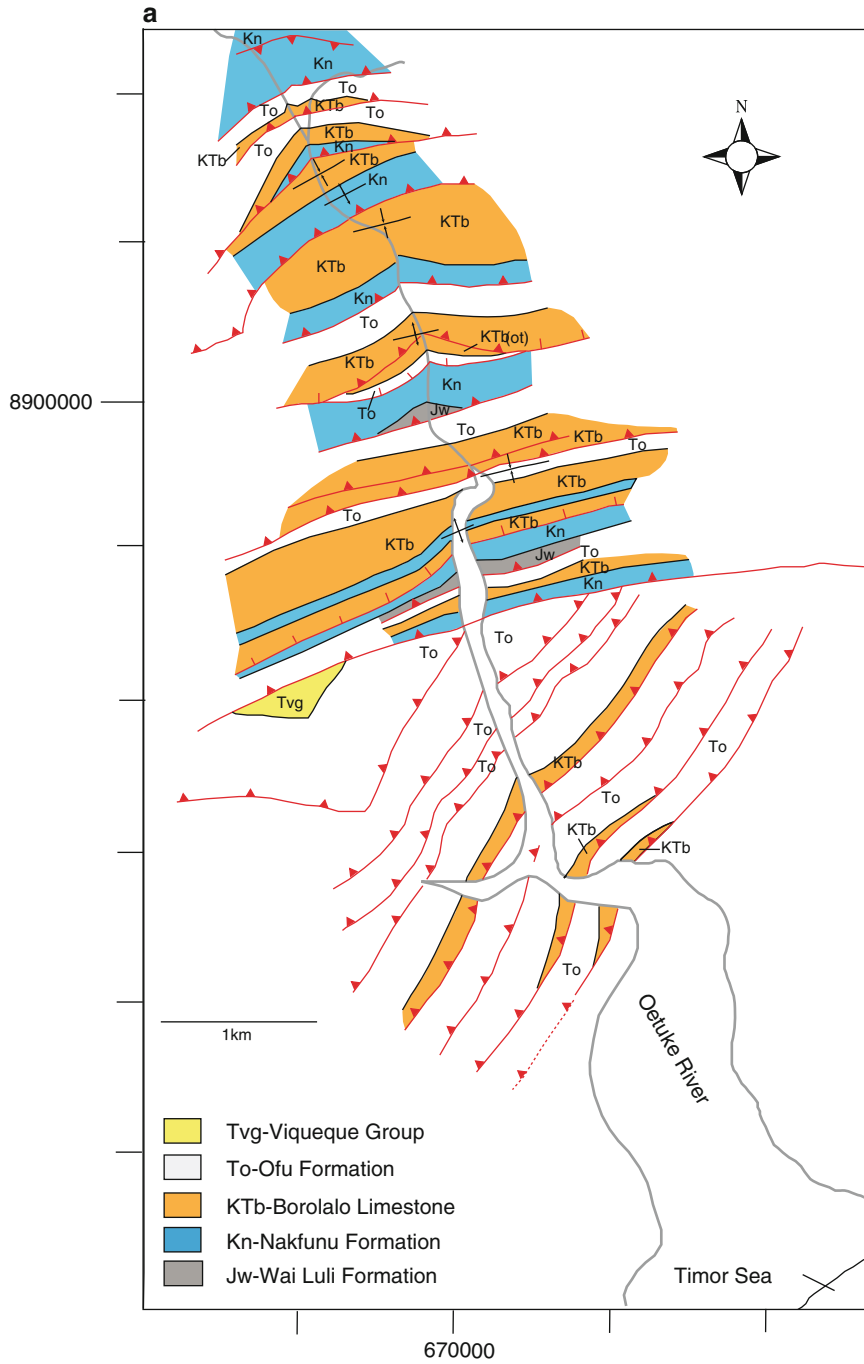 a
Kn
Kn
N
To
To
KTb
To
KTb
KTb
To
Kn
KTb
Kn
KTb
KTb
Kn
To
KTb(ot)
KTb
Kn
8900000
To
Jw
To
KTb
KTb
To
KTb
To
KTb
KTb
Kn
Jw
To
KTb
Kn
To
To
Tvg
To
To
To
KTb
To
KTb
KTb
To
1km
Oetuke River
Tvg-Viqueque Group
To-Ofu Formation
KTb-Borolalo Limestone
Kn-Nakfunu Formation
Jw-Wai Luli Formation
Timor Sea
670000